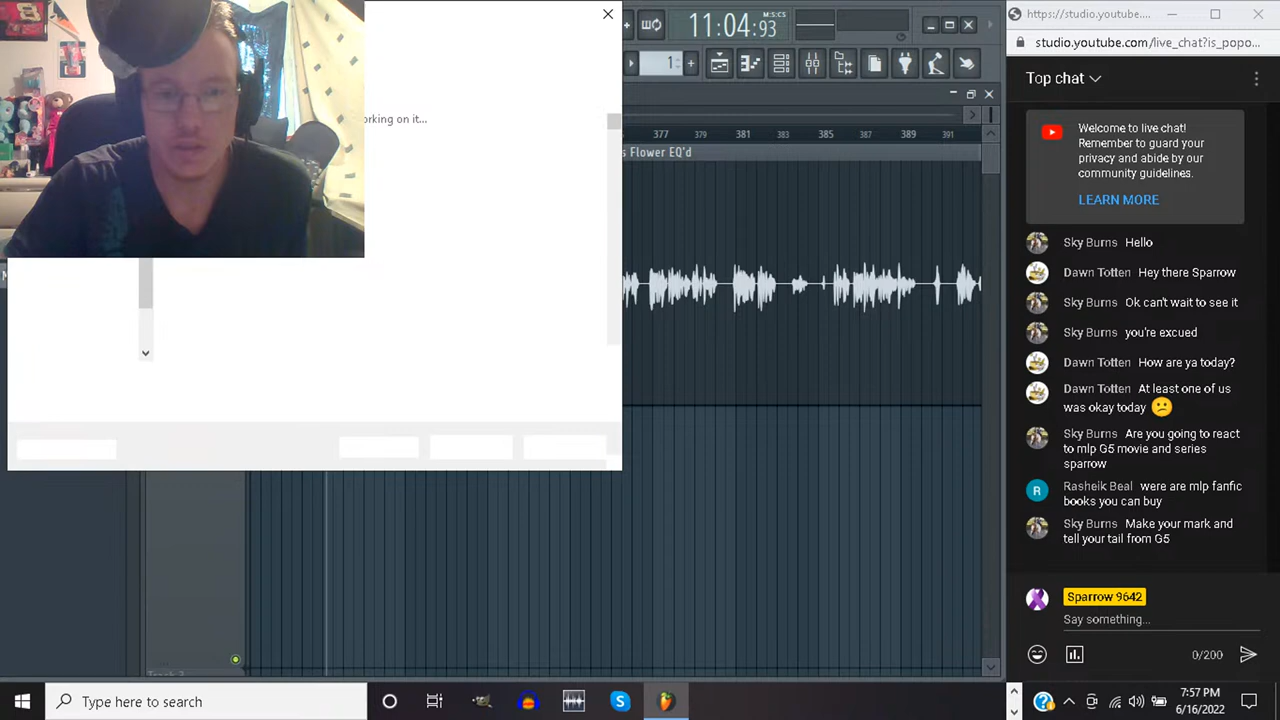 11:04:93
M:S:CS
https://studio.youtube....
studio.youtube.com/live_chat?is_popo...
1
Top chat
orking on it...
377 379 381 383 385 387 389 391
s Flower EQ'd
Welcome to live chat!
Remember to guard your
privacy and abide by our
community guidelines.
LEARN MORE
Sky Burns Hello
Dawn Totten Hey there Sparrow
Sky Burns Ok can't wait to see it
Sky Burns you're excued
Dawn Totten How are ya today?
Dawn Totten At least one of us
was okay today 😕
Sky Burns Are you going to react
to mlp G5 movie and series
sparrow
R
Rasheik Beal were are mlp fanfic
books you can buy
Sky Burns Make your mark and
tell your tail from G5
Sparrow 9642
Say something...
0/200
Type here to search
7:57 PM
6/16/2022